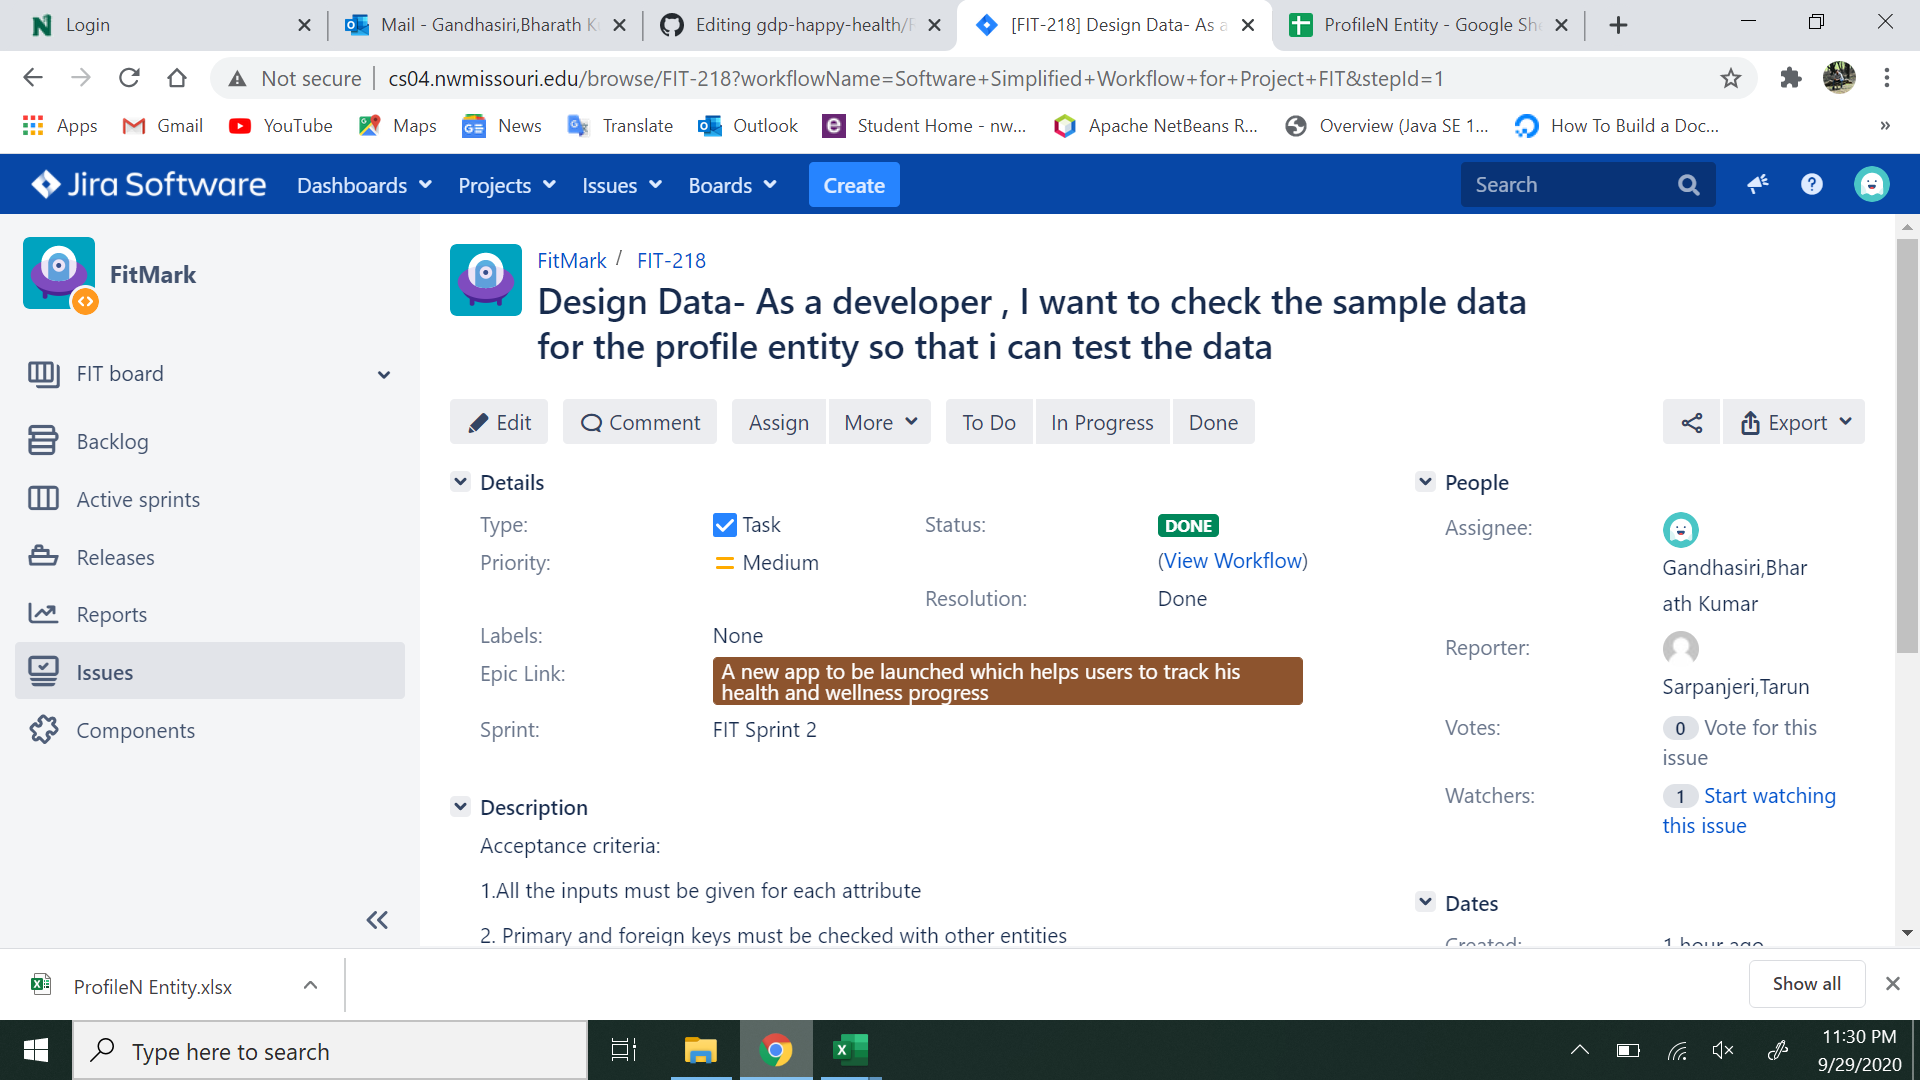 Login
Mail - Gandhasiri,Bharath K
Editing gdp-happy-health/
[FIT-218] Design Data- As a
ProfileN Entity - Google She
Not secure | cs04.nwmissouri.edu/browse/FIT-218?workflowName=Software+Simplified+Workflow+for+Project+FIT&stepId=1
Apps Gmail YouTube Maps News Translate Outlook Student Home - nw... Apache NetBeans R... Overview (Java SE 1... How To Build a Doc... »
Jira Software Dashboards Projects Issues Boards Create Search
FitMark
FIT board
Backlog
Active sprints
Releases
Reports
Issues
Components
FitMark / FIT-218
Design Data- As a developer , I want to check the sample data
for the profile entity so that i can test the data
Edit Comment Assign More To Do In Progress Done Export
Details
Type: Task
Status: DONE
Priority: Medium
(View Workflow)
Resolution: Done
Labels: None
Epic Link: A new app to be launched which helps users to track his
health and wellness progress
Sprint: FIT Sprint 2
Description
Acceptance criteria:
1.All the inputs must be given for each attribute
2. Primary and foreign keys must be checked with other entities
People
Assignee:
Gandhasiri,Bhar
ath Kumar
Reporter:
Sarpanjeri,Tarun
Votes: 0 Vote for this
issue
Watchers: 1 Start watching
this issue
Dates
Created: 1 hour ago
ProfileN Entity.xlsx
Show all
Type here to search
11:30 PM
9/29/2020